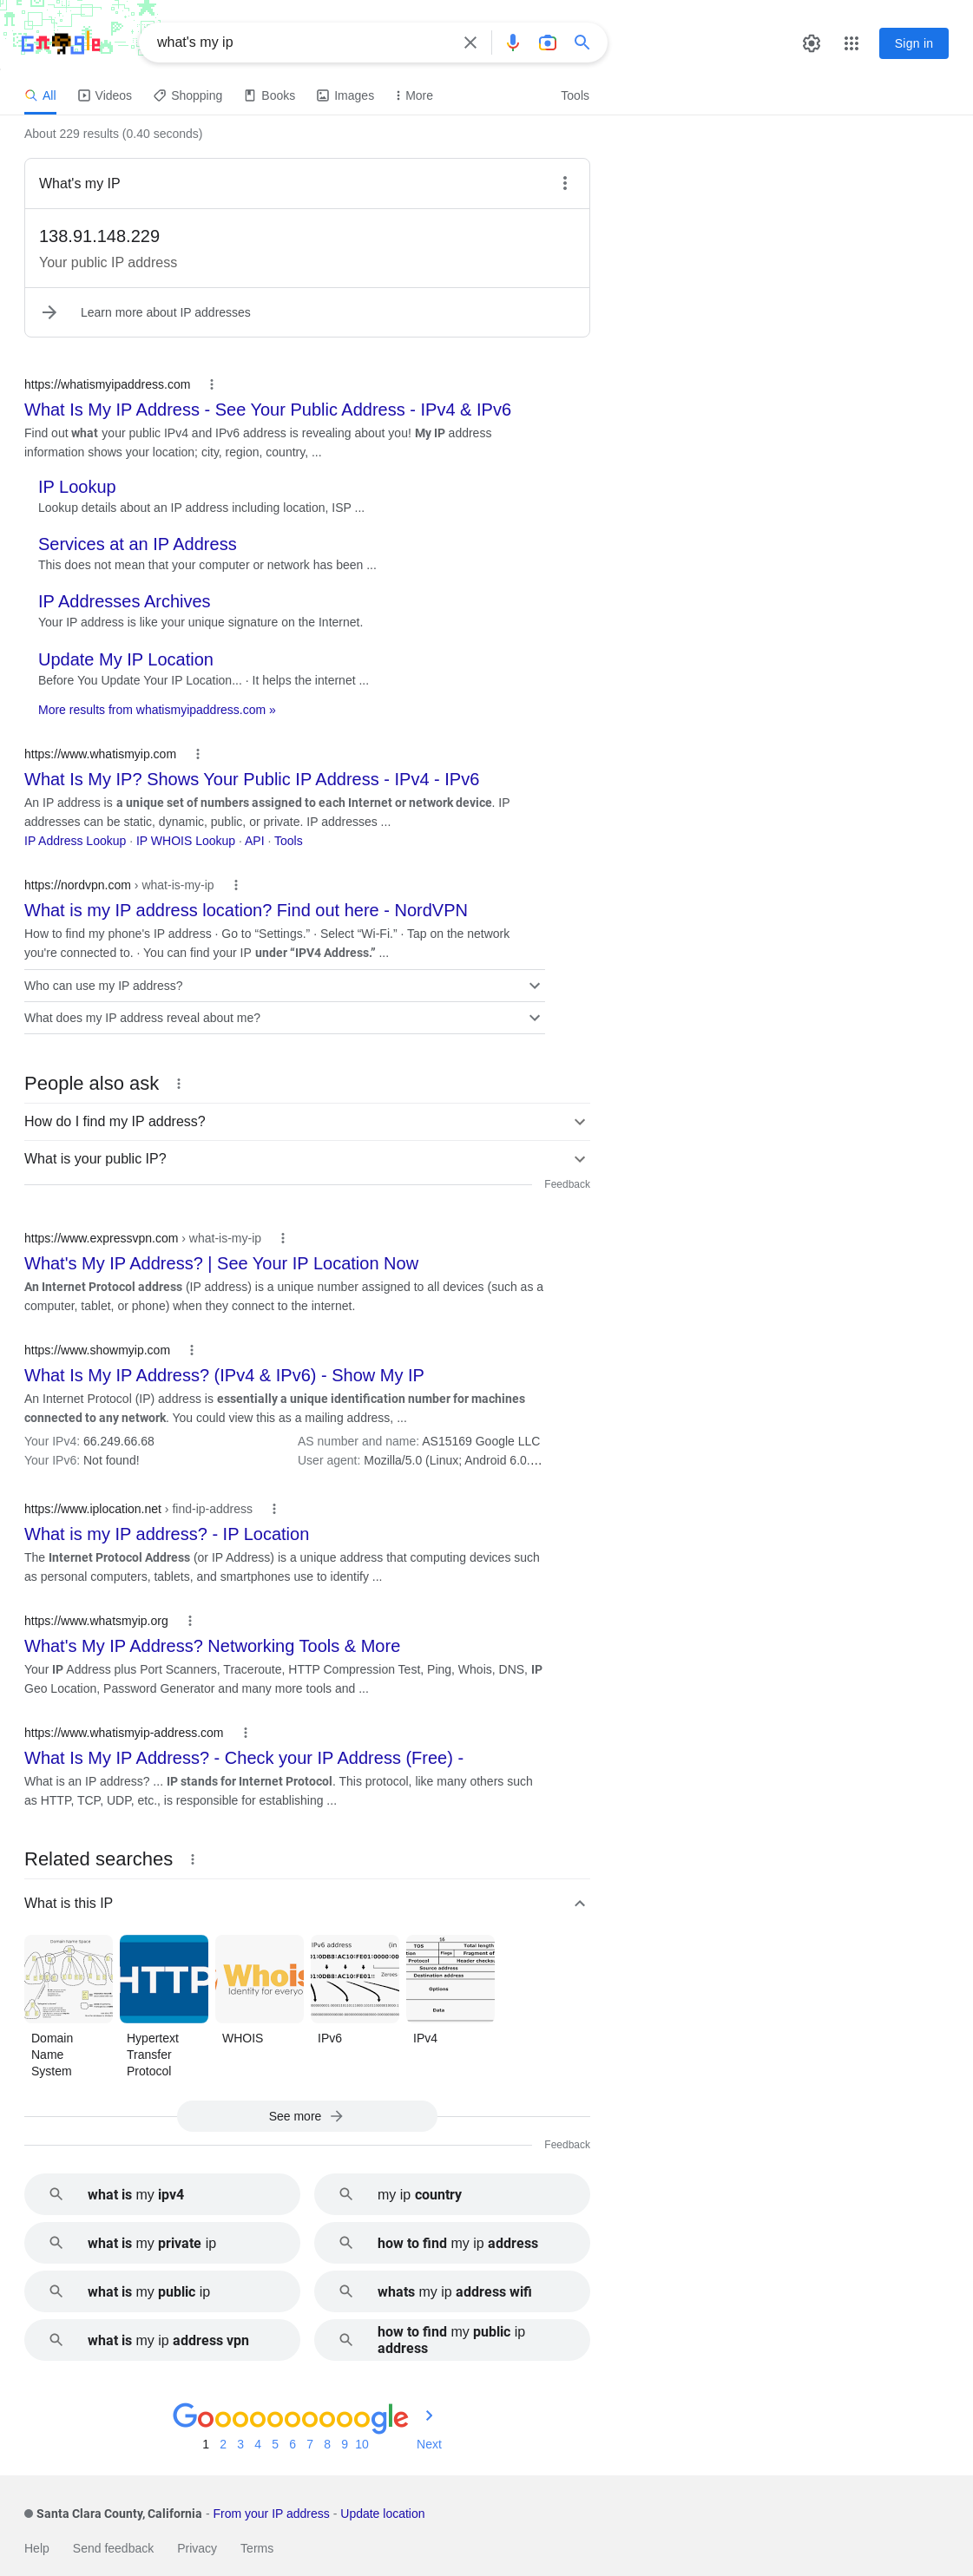 what's my ip
Sign in
All
Videos
Shopping
Books
Images
More
Tools
About 229 results (0.40 seconds)
What's my IP
138.91.148.229
Your public IP address
Learn more about IP addresses
https://whatismyipaddress.com
What Is My IP Address - See Your Public Address - IPv4 & IPv6
Find out what your public IPv4 and IPv6 address is revealing about you! My IP address
information shows your location; city, region, country, ...
IP Lookup
Lookup details about an IP address including location, ISP ...
Services at an IP Address
This does not mean that your computer or network has been ...
IP Addresses Archives
Your IP address is like your unique signature on the Internet.
Update My IP Location
Before You Update Your IP Location... · It helps the internet ...
More results from whatismyipaddress.com »
https://www.whatismyip.com
What Is My IP? Shows Your Public IP Address - IPv4 - IPv6
An IP address is a unique set of numbers assigned to each Internet or network device. IP
addresses can be static, dynamic, public, or private. IP addresses ...
IP Address Lookup · IP WHOIS Lookup · API · Tools
https://nordvpn.com › what-is-my-ip
What is my IP address location? Find out here - NordVPN
How to find my phone's IP address · Go to “Settings.” · Select “Wi-Fi.” · Tap on the network
you're connected to. · You can find your IP under “IPV4 Address.” ...
Who can use my IP address?
What does my IP address reveal about me?
People also ask
How do I find my IP address?
What is your public IP?
Feedback
https://www.expressvpn.com › what-is-my-ip
What's My IP Address? | See Your IP Location Now
An Internet Protocol address (IP address) is a unique number assigned to all devices (such as a
computer, tablet, or phone) when they connect to the internet.
https://www.showmyip.com
What Is My IP Address? (IPv4 & IPv6) - Show My IP
An Internet Protocol (IP) address is essentially a unique identification number for machines
connected to any network. You could view this as a mailing address, ...
Your IPv4: 66.249.66.68
AS number and name: AS15169 Google LLC
Your IPv6: Not found!
User agent: Mozilla/5.0 (Linux; Android 6.0....
https://www.iplocation.net › find-ip-address
What is my IP address? - IP Location
The Internet Protocol Address (or IP Address) is a unique address that computing devices such
as personal computers, tablets, and smartphones use to identify ...
https://www.whatsmyip.org
What's My IP Address? Networking Tools & More
Your IP Address plus Port Scanners, Traceroute, HTTP Compression Test, Ping, Whois, DNS, IP
Geo Location, Password Generator and many more tools and ...
https://www.whatismyip-address.com
What Is My IP Address? - Check your IP Address (Free) -
What is an IP address? ... IP stands for Internet Protocol. This protocol, like many others such
as HTTP, TCP, UDP, etc., is responsible for establishing ...
Related searches
What is this IP
Domain Name Space
HTTP
Whois
Identity for everyo
IPv6 address
(in
Zeroes
16
TOS
Total length
Flags
Fragment of
Protocol
Header checks
Source address
Destination address
Options
Data
Domain
Name
System
Hypertext
Transfer
Protocol
WHOIS
IPv6
IPv4
See more
Feedback
what is my ipv4
my ip country
what is my private ip
how to find my ip address
what is my public ip
whats my ip address wifi
what is my ip address vpn
how to find my public ip
address
Goooooooooogle
1 2 3 4 5 6 7 8 9 10
Next
Santa Clara County, California - From your IP address - Update location
Help
Send feedback
Privacy
Terms